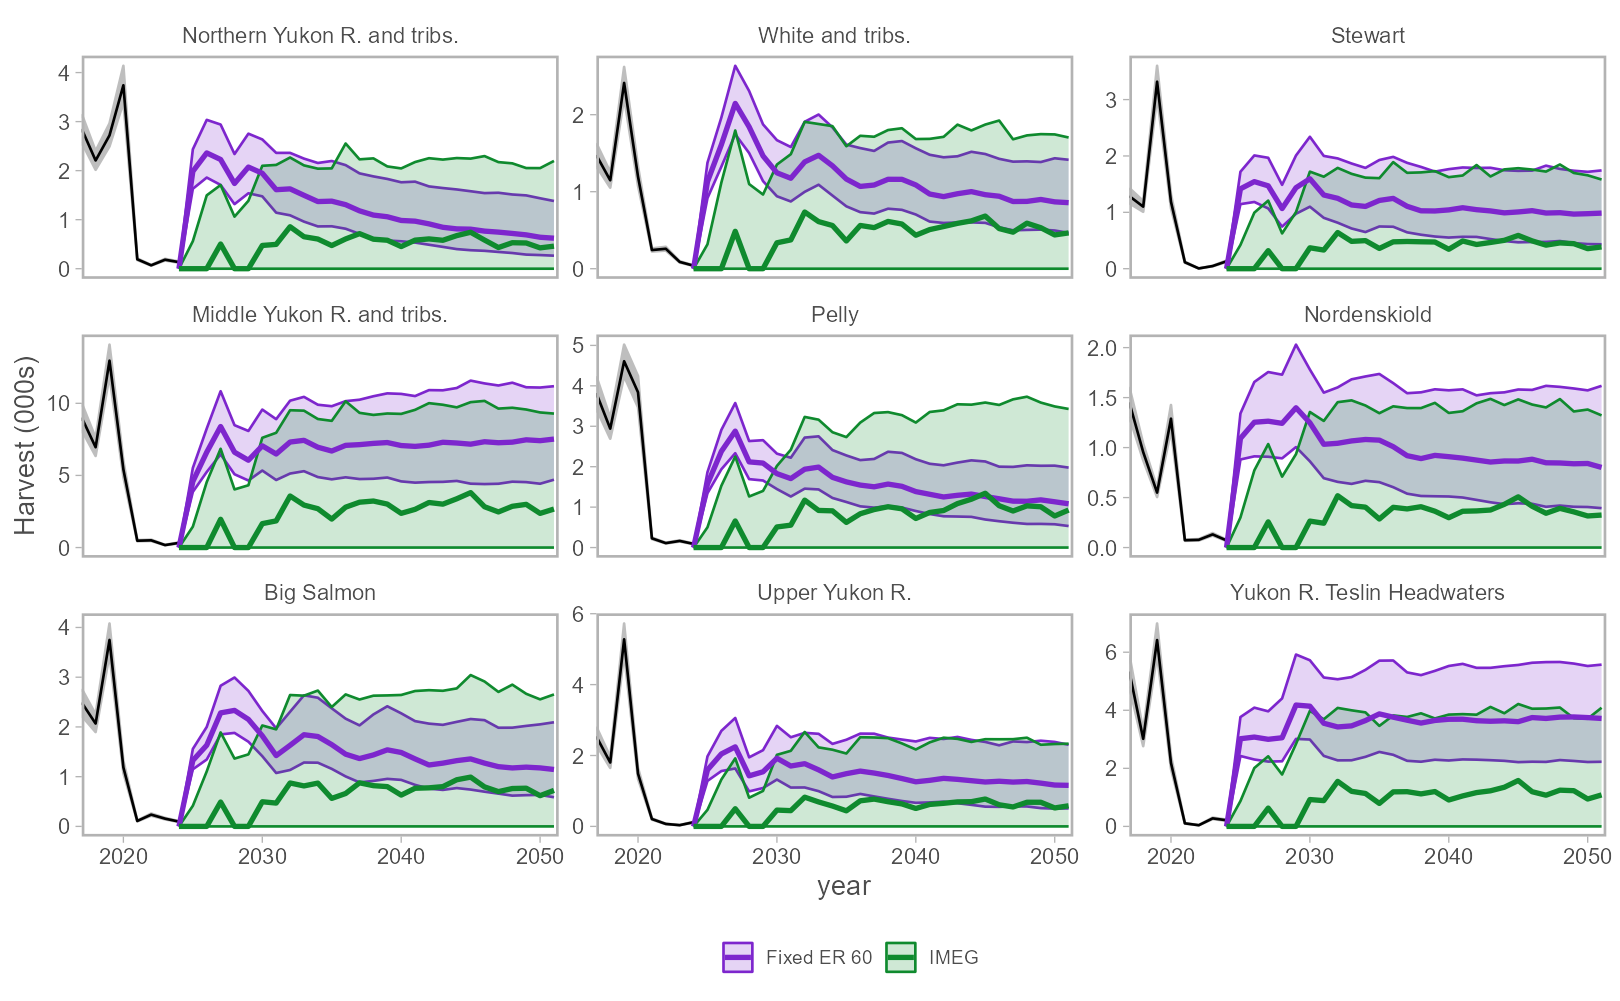 Northern Yukon R. and tribs.
White and tribs.
Stewart
4
3
2
1
0
2
1
0
3
2
1
0
Middle Yukon R. and tribs.
Pelly
Nordenskiold
10
5
0
5
4
3
2
1
0
2.0
1.5
1.0
0.5
0.0
Harvest (000s)
Big Salmon
Upper Yukon R.
Yukon R. Teslin Headwaters
4
3
2
1
0
6
4
2
0
6
4
2
0
2020 2030 2040 2050
2020 2030 2040 2050
2020 2030 2040 2050
year
Fixed ER 60 IMEG